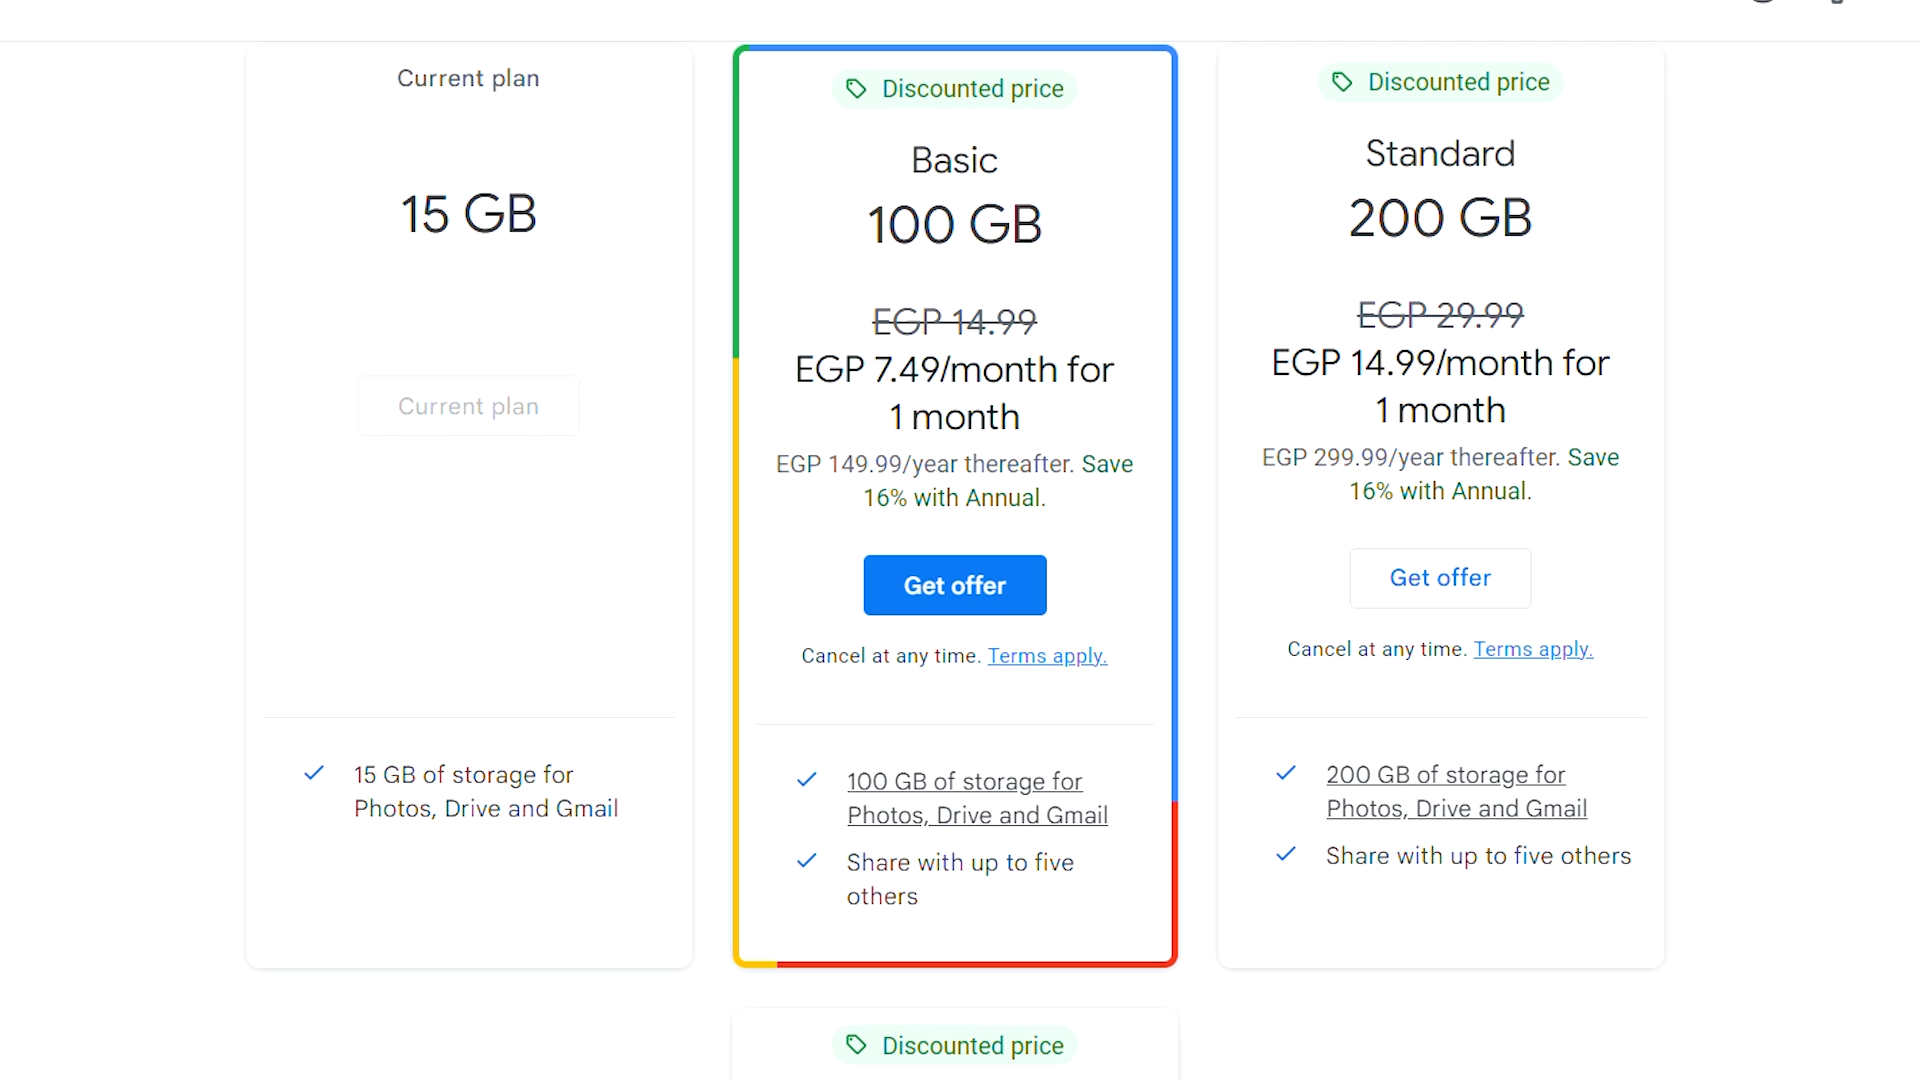 Current plan
15 GB
Current plan
15 GB of storage for
Photos, Drive and Gmail
Discounted price
Basic
100 GB
EGP 14.99
EGP 7.49/month for
1 month
EGP 149.99/year thereafter. Save
16% with Annual.
Get offer
Cancel at any time. Terms apply.
100 GB of storage for
Photos, Drive and Gmail
Share with up to five
others
Discounted price
Standard
200 GB
EGP 29.99
EGP 14.99/month for
1 month
EGP 299.99/year thereafter. Save
16% with Annual.
Get offer
Cancel at any time. Terms apply.
200 GB of storage for
Photos, Drive and Gmail
Share with up to five others
Discounted price